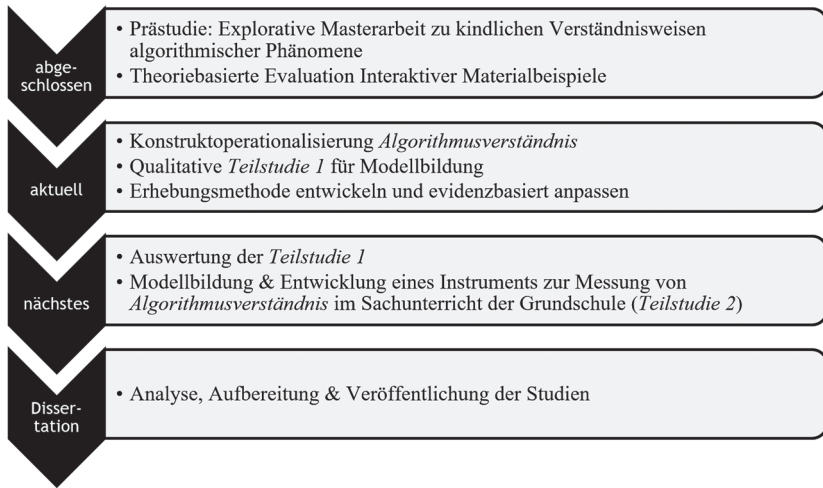 abge-
schlossen
• Prästudie: Explorative Masterarbeit zu kindlichen Verständnisweisen
algorithmischer Phänomene
• Theoriebasierte Evaluation Interaktiver Materialbeispiele
aktuell
• Konstruktoperationalisierung Algorithmusverständnis
• Qualitative Teilstudie 1 für Modellbildung
• Erhebungsmethode entwickeln und evidenzbasiert anpassen
nächstes
• Auswertung der Teilstudie 1
• Modellbildung & Entwicklung eines Instruments zur Messung von
Algorithmusverständnis im Sachunterricht der Grundschule (Teilstudie 2)
Disser-
tation
• Analyse, Aufbereitung & Veröffentlichung der Studien